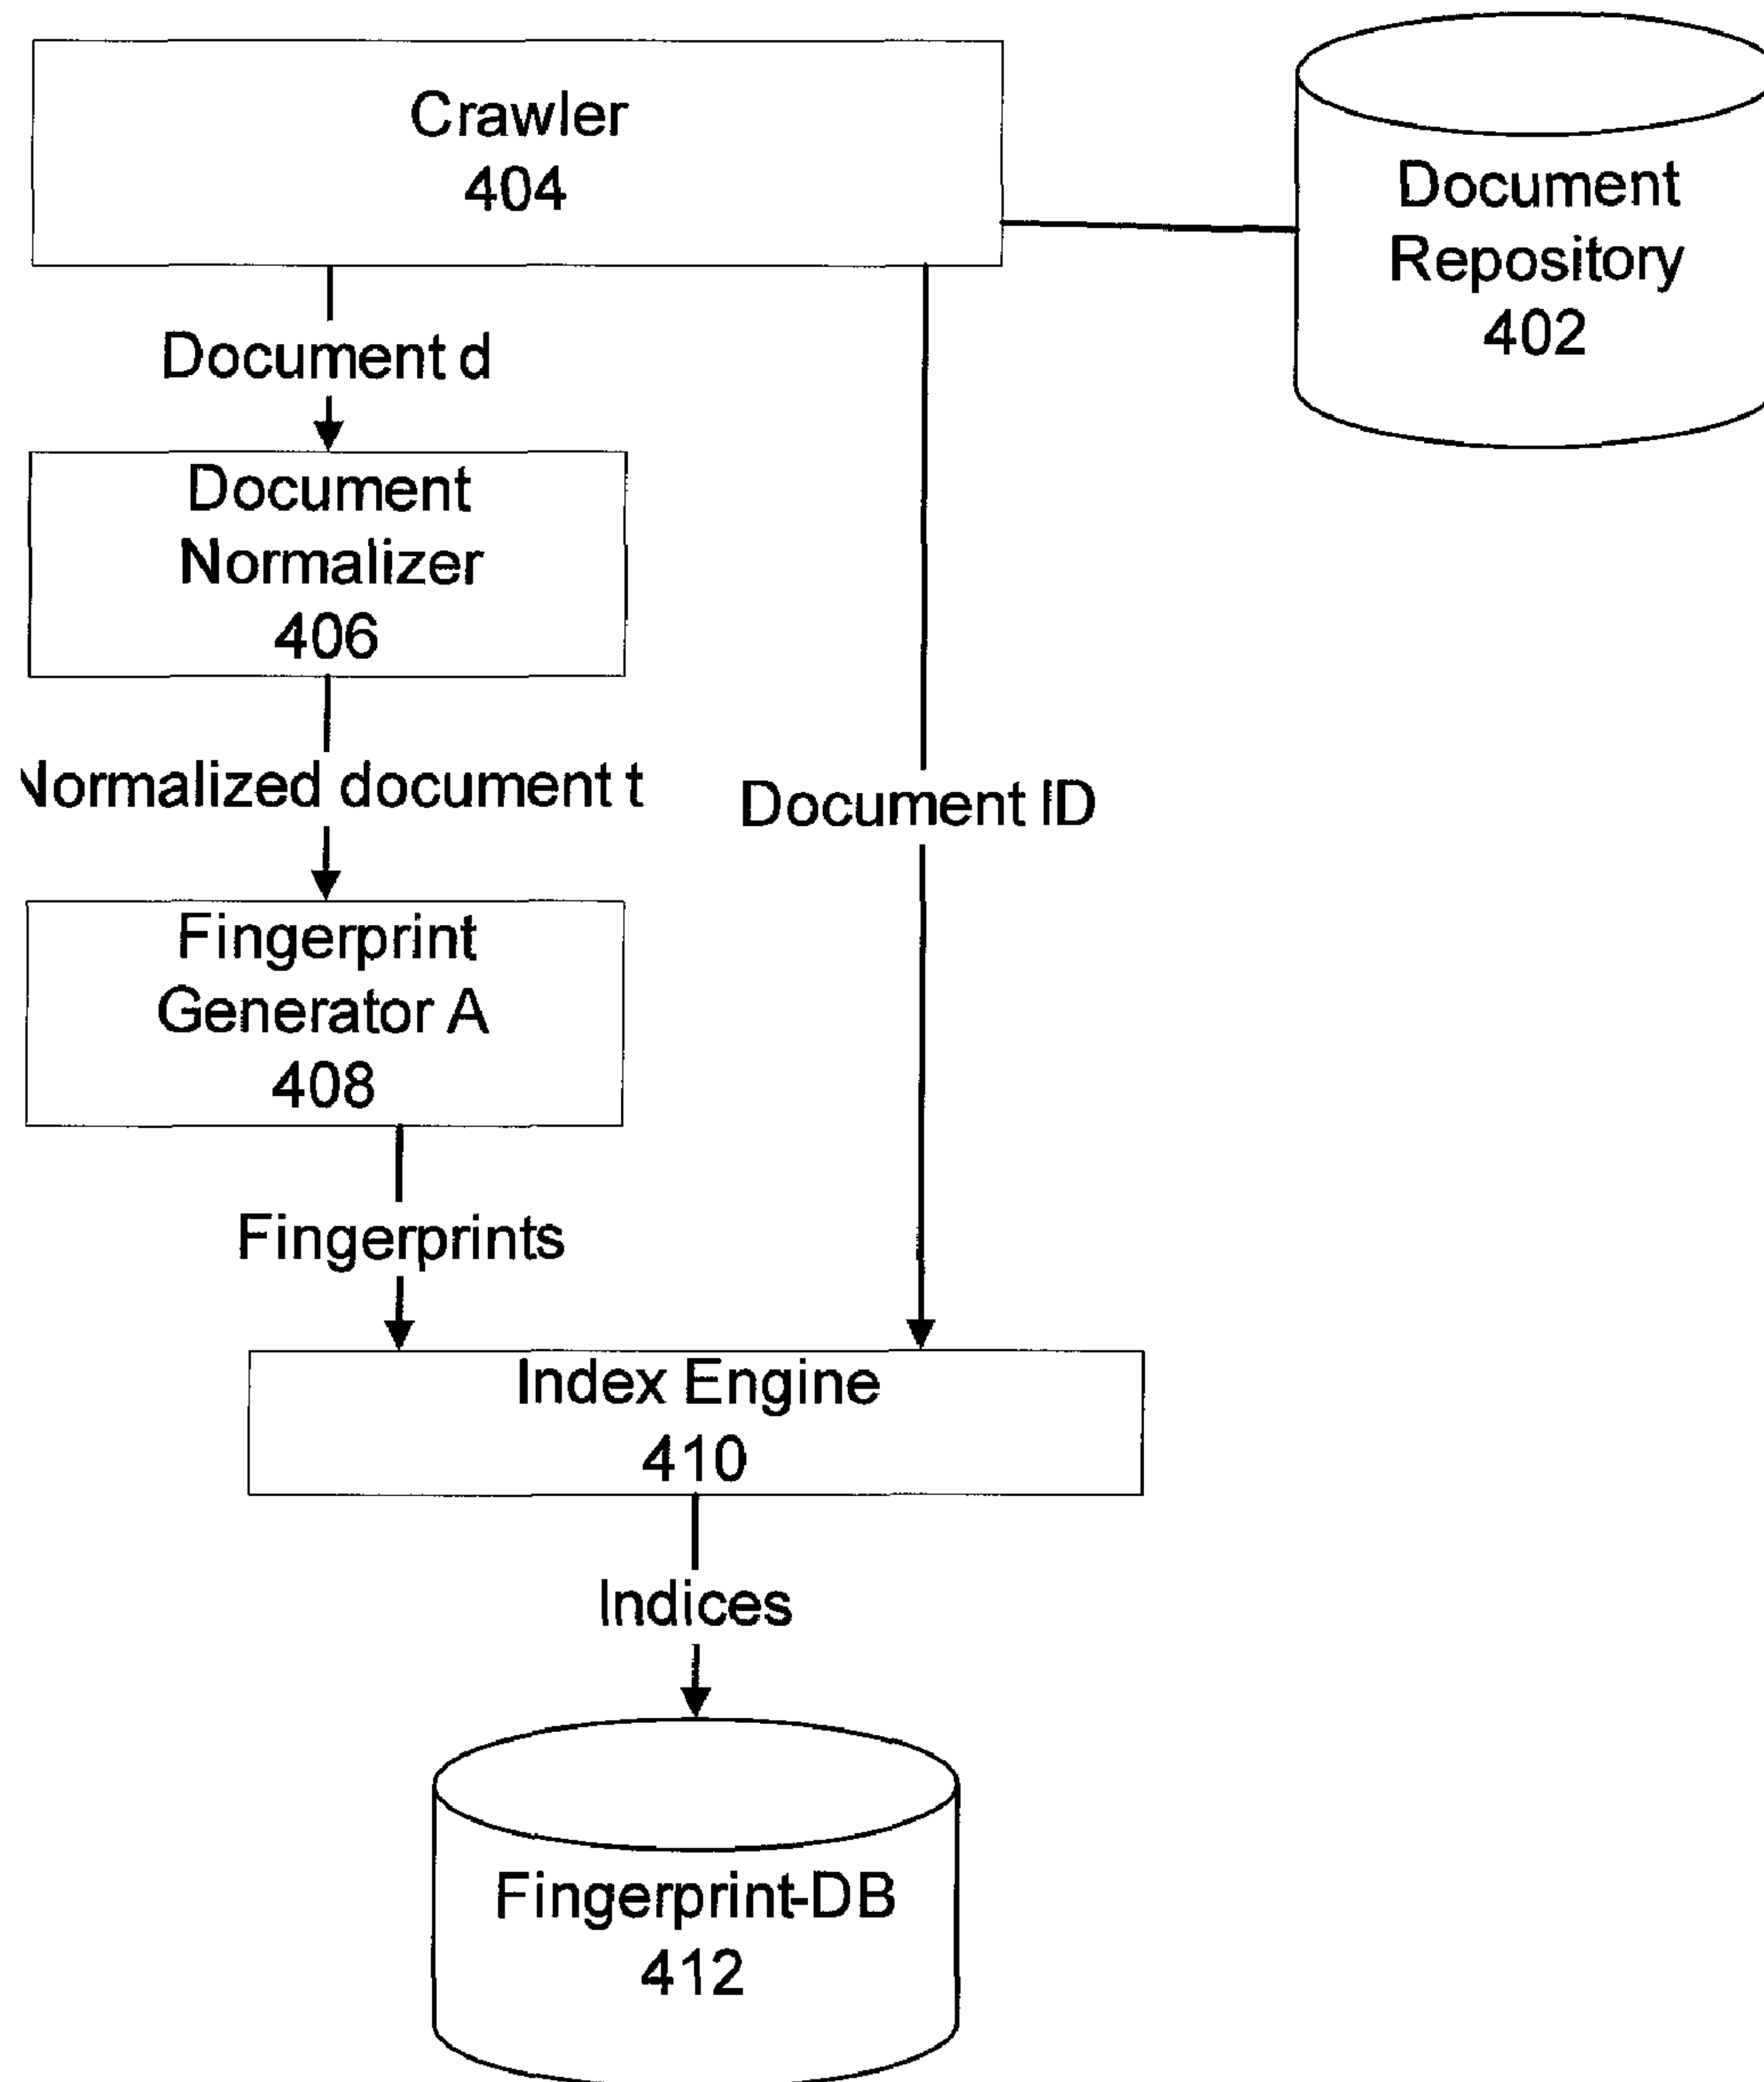 Crawler
404
Document
Repository
402
Document d
Document
Normalizer
406
Normalized document t
Document ID
Fingerprint
Generator A
408
Fingerprints
Index Engine
410
Indices
Fingerprint-DB
412